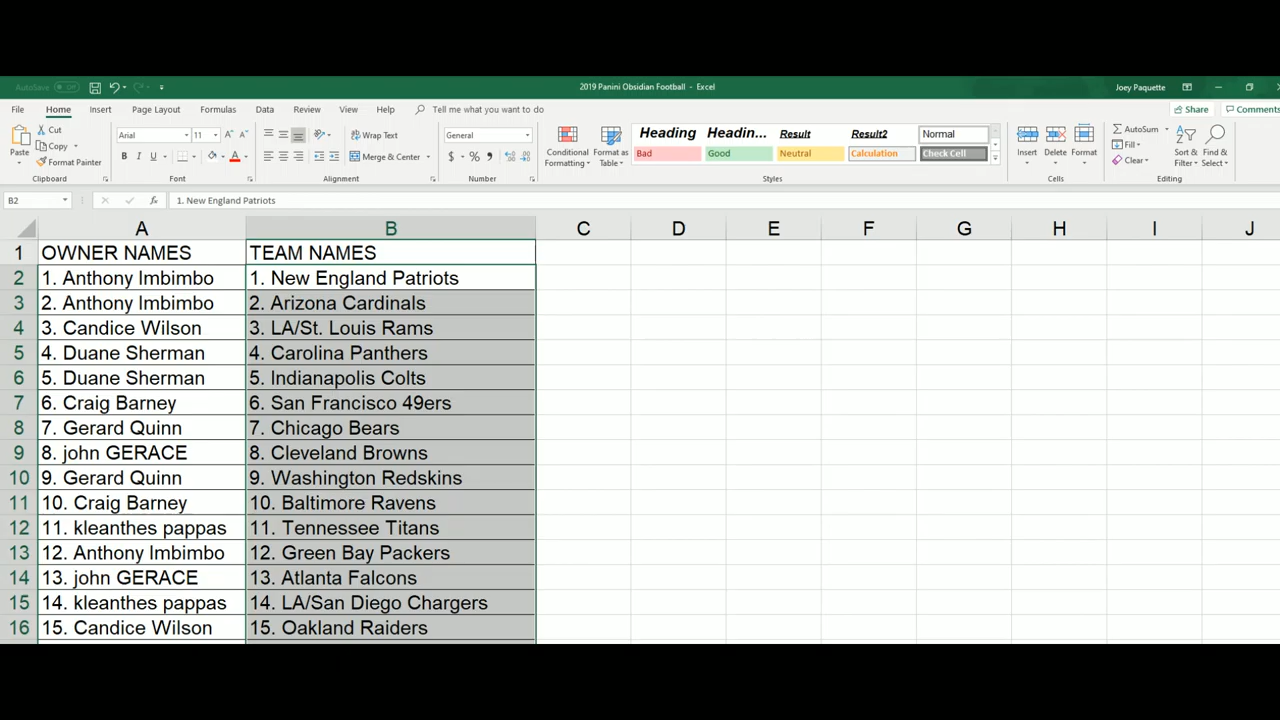 AutoSave Off 2019 Panini Obsidian Football - Excel Joey Paquette
File Home Insert Page Layout Formulas Data Review View Help Tell me what you want to do Share Comments
Paste Cut Copy Format Painter
Arial 11 B I U A
Wrap Text Merge & Center
General $ % 9
Conditional Formatting Format as Table
Heading Headin... Result Result2 Normal
Bad Good Neutral Calculation Check Cell
Insert Delete Format
AutoSum Fill Clear Sort & Filter Find & Select
Clipboard Font Alignment Number Styles Cells Editing
B2 fx 1. New England Patriots
A B C D E F G H I J
1 OWNER NAMES TEAM NAMES
2 1. Anthony Imbimbo 1. New England Patriots
3 2. Anthony Imbimbo 2. Arizona Cardinals
4 3. Candice Wilson 3. LA/St. Louis Rams
5 4. Duane Sherman 4. Carolina Panthers
6 5. Duane Sherman 5. Indianapolis Colts
7 6. Craig Barney 6. San Francisco 49ers
8 7. Gerard Quinn 7. Chicago Bears
9 8. john GERACE 8. Cleveland Browns
10 9. Gerard Quinn 9. Washington Redskins
11 10. Craig Barney 10. Baltimore Ravens
12 11. kleanthes pappas 11. Tennessee Titans
13 12. Anthony Imbimbo 12. Green Bay Packers
14 13. john GERACE 13. Atlanta Falcons
15 14. kleanthes pappas 14. LA/San Diego Chargers
16 15. Candice Wilson 15. Oakland Raiders